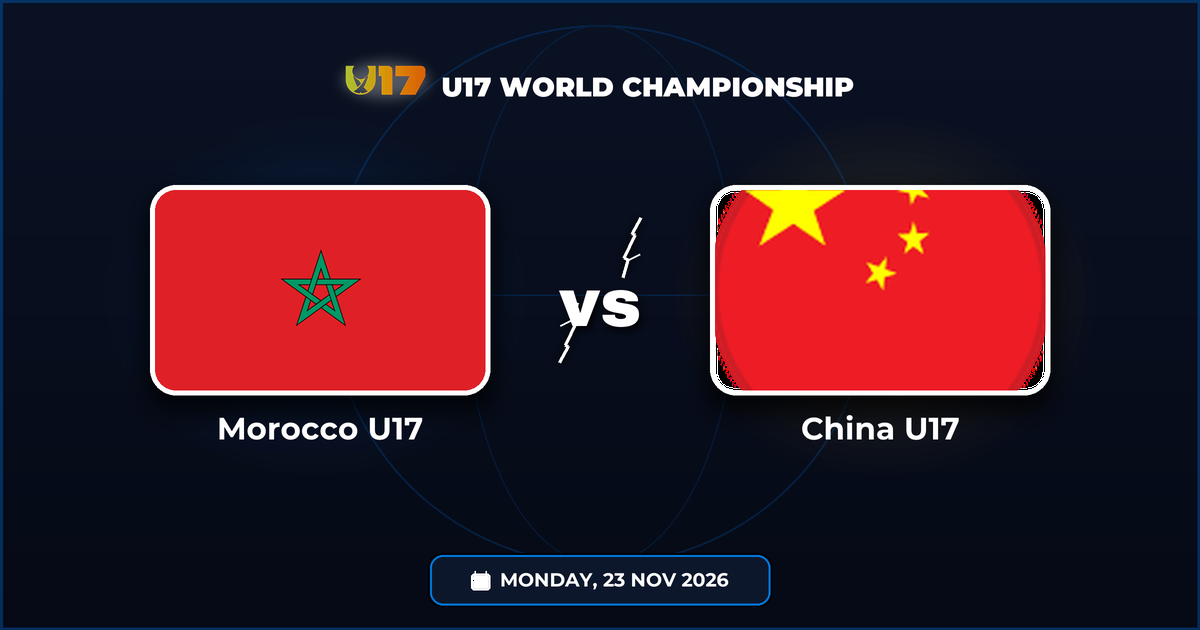 U17 U17 WORLD CHAMPIONSHIP
VS
Morocco U17
China U17
MONDAY, 23 NOV 2026